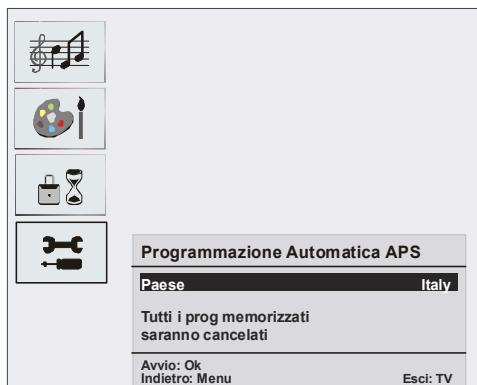 Programmazione Automatica APS
Paese Italy
Tutti i prog memorizzati
saranno cancelati
Avvio: Ok
Indietro: Menu Esci: TV